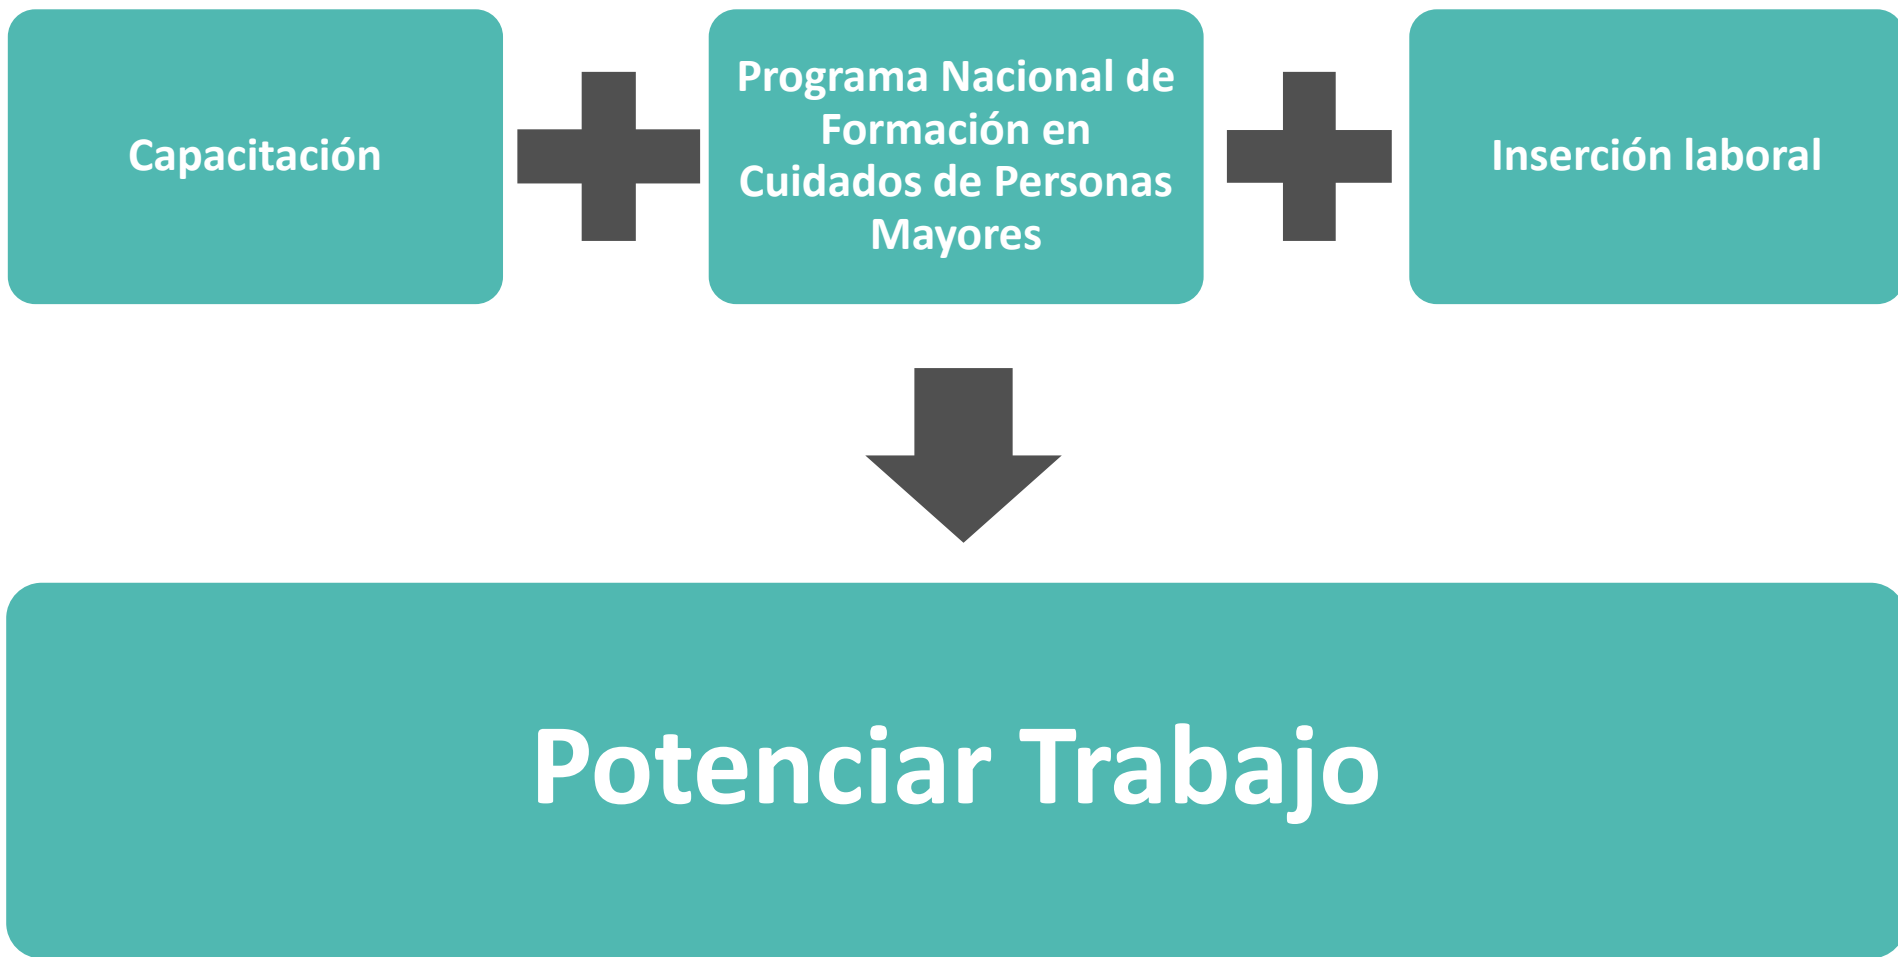 Capacitación
Programa Nacional de
Formación en
Cuidados de Personas
Mayores
Inserción laboral
Potenciar Trabajo